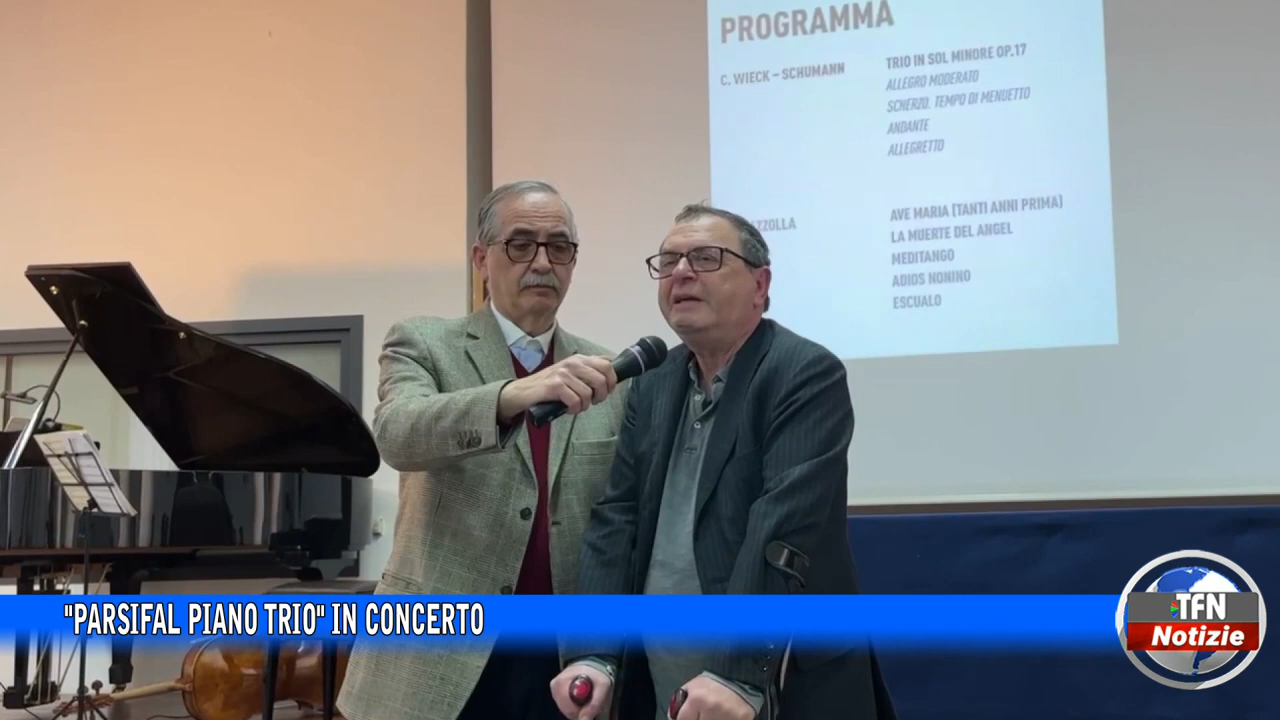 PROGRAMMA
C. WIECK – SCHUMANN
TRIO IN SOL MINORE OP.17
ALLEGRO MODERATO
SCHERZO. TEMPO DI MENUETTO
ANDANTE
ALLEGRETTO
AVE MARIA (TANTI ANNI PRIMA)
LA MUERTE DEL ANGEL
MEDITANGO
ADIOS NONINO
ESCUALO
"PARSIFAL PIANO TRIO" IN CONCERTO
TFN
Notizie